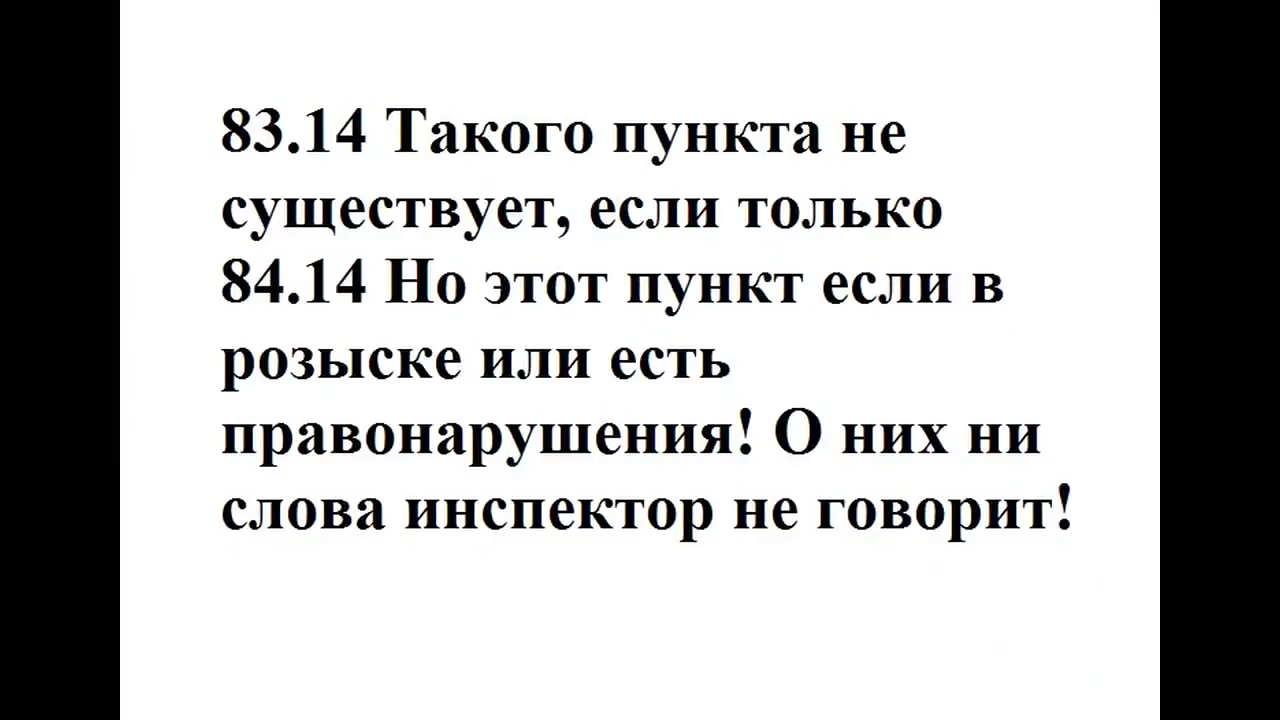 83.14 Такого пункта не
существует, если только
84.14 Но этот пункт если в
розыске или есть
правонарушения! О них ни
слова инспектор не говорит!